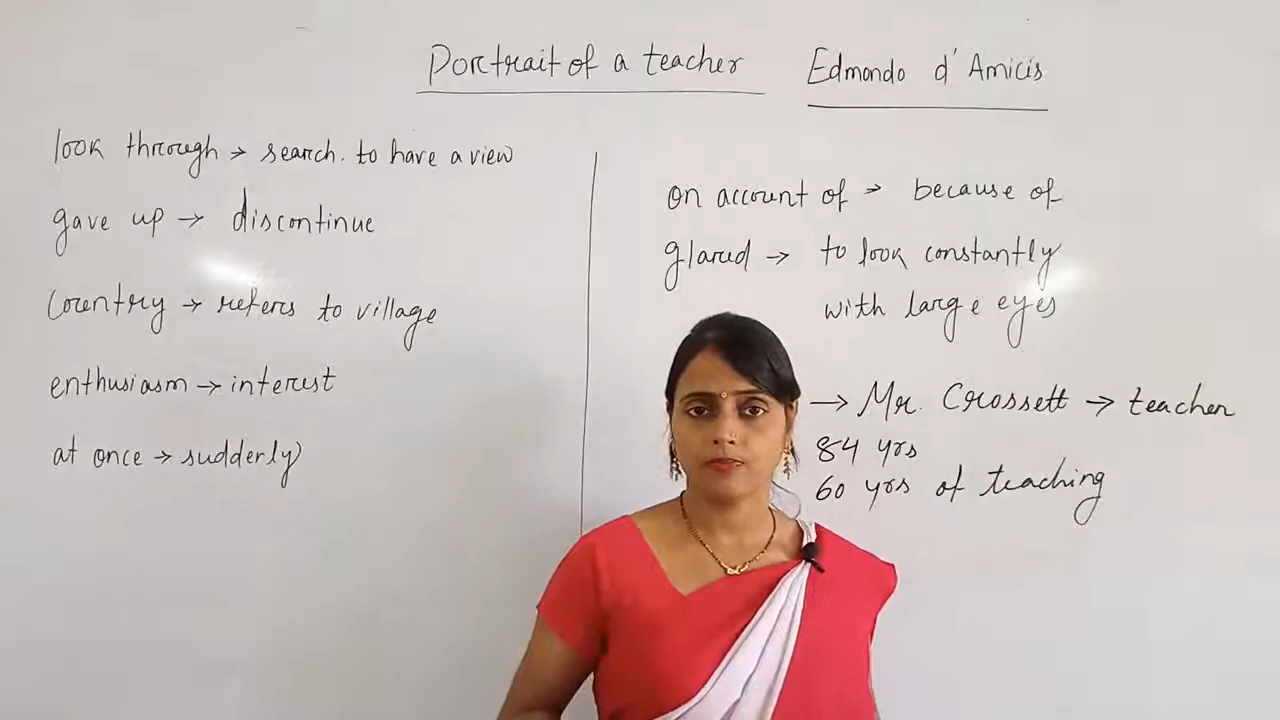 Portrait of a teacher Edmondo d'Amicis
look through → search. to have a view
gave up → discontinue
Country → refers to village
enthusiasm → interest
at once → sudderly
on account of → because of
glared → to look constantly
with large eyes
→ Mr. Crossett → teacher
84 yrs
60 yrs of teaching